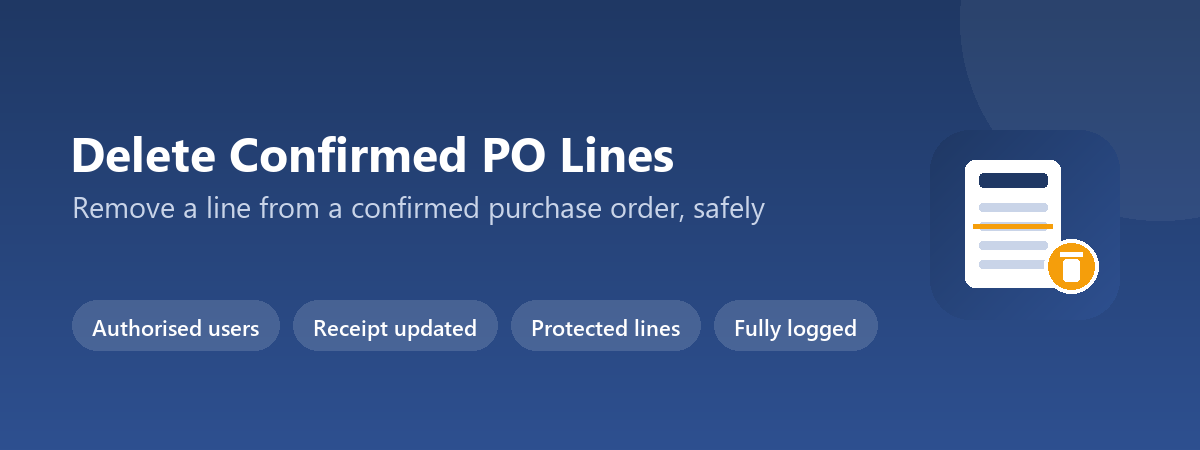 Delete Confirmed PO Lines
Remove a line from a confirmed purchase order, safely
Authorised users
Receipt updated
Protected lines
Fully logged